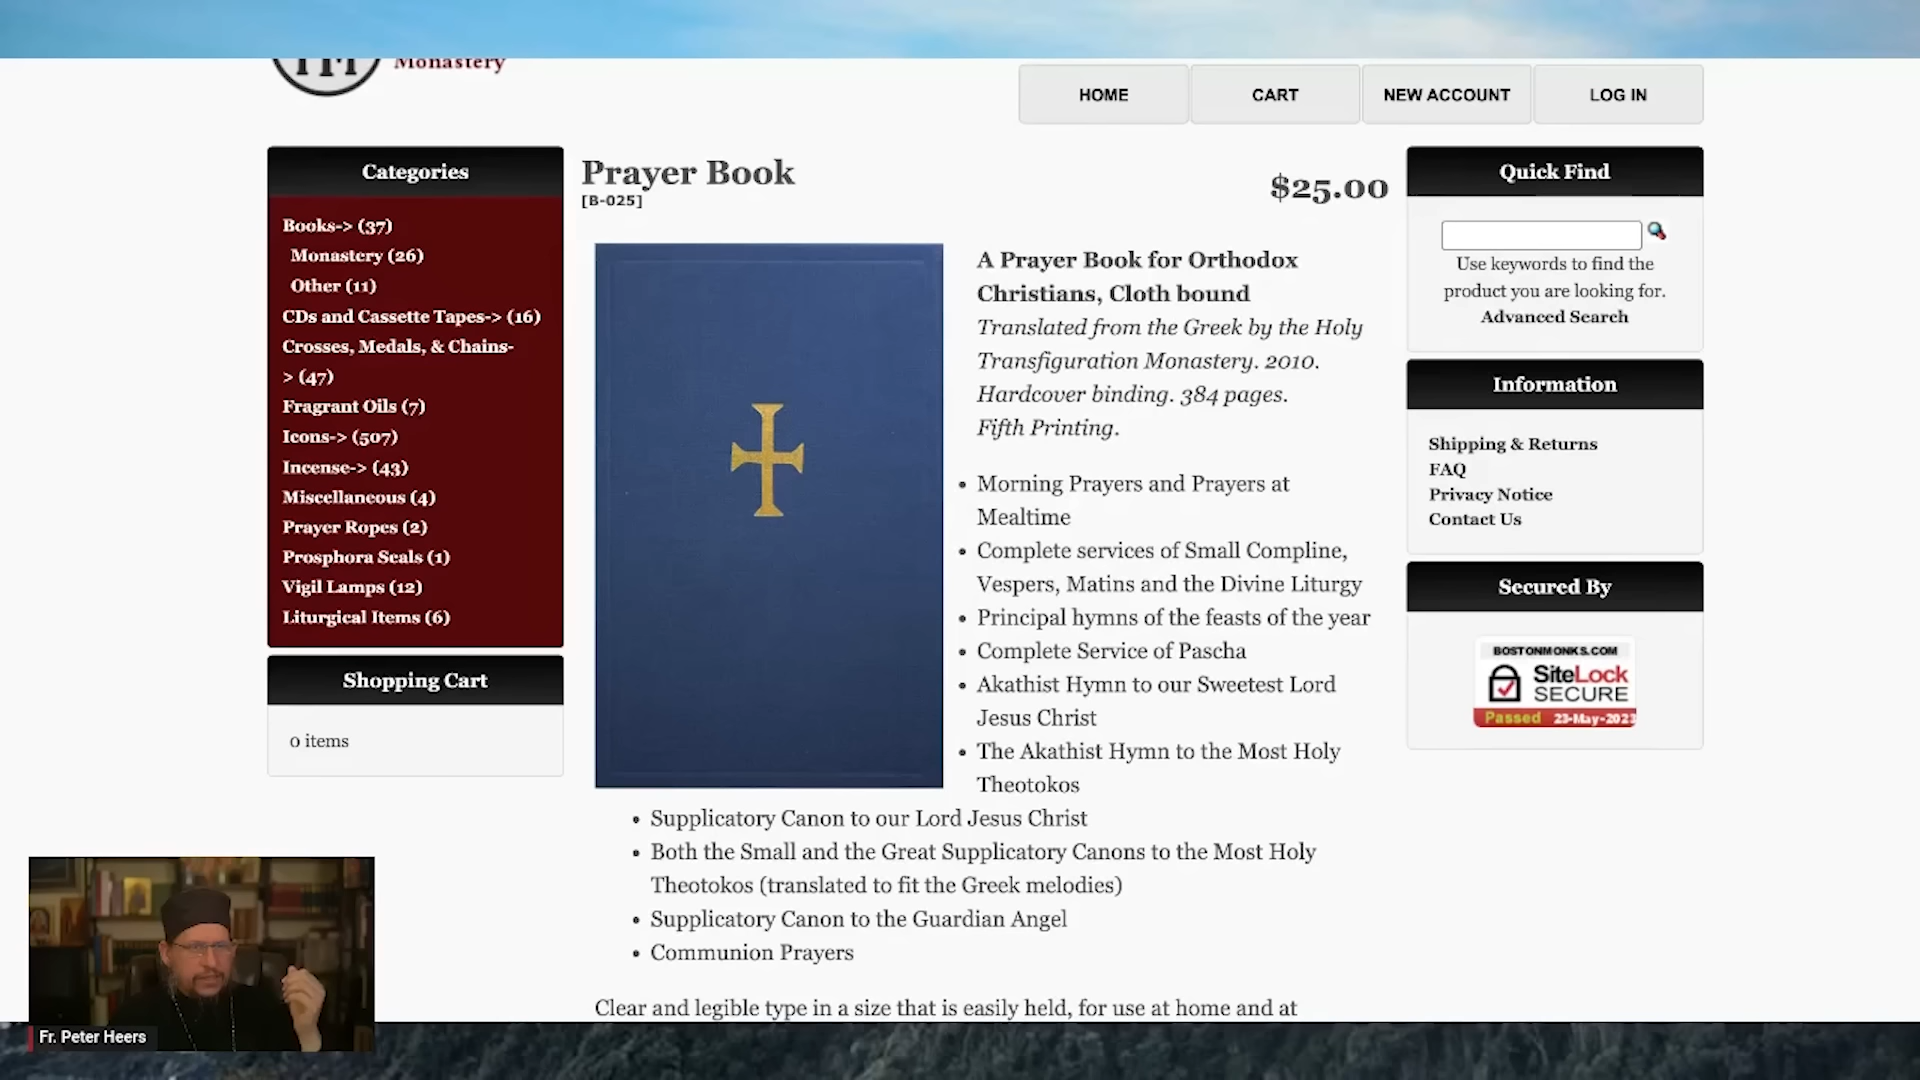 Monastery
HOME
CART
NEW ACCOUNT
LOG IN
Categories
Books-> (37)
Monastery (26)
Other (11)
CDs and Cassette Tapes-> (16)
Crosses, Medals, & Chains-
> (47)
Fragrant Oils (7)
Icons-> (507)
Incense-> (43)
Miscellaneous (4)
Prayer Ropes (2)
Prosphora Seals (1)
Vigil Lamps (12)
Liturgical Items (6)
Shopping Cart
0 items
Prayer Book
[B-025]
$25.00
A Prayer Book for Orthodox
Christians, Cloth bound
Translated from the Greek by the Holy
Transfiguration Monastery. 2010.
Hardcover binding. 384 pages.
Fifth Printing.
• Morning Prayers and Prayers at
Mealtime
• Complete services of Small Compline,
Vespers, Matins and the Divine Liturgy
• Principal hymns of the feasts of the year
• Complete Service of Pascha
• Akathist Hymn to our Sweetest Lord
Jesus Christ
• The Akathist Hymn to the Most Holy
Theotokos
• Supplicatory Canon to our Lord Jesus Christ
• Both the Small and the Great Supplicatory Canons to the Most Holy
Theotokos (translated to fit the Greek melodies)
• Supplicatory Canon to the Guardian Angel
• Communion Prayers
Clear and legible type in a size that is easily held, for use at home and at
Quick Find
Use keywords to find the
product you are looking for.
Advanced Search
Information
Shipping & Returns
FAQ
Privacy Notice
Contact Us
Secured By
BOSTONMONKS.COM
SiteLock
SECURE
Passed 23-May-2023
Fr. Peter Heers